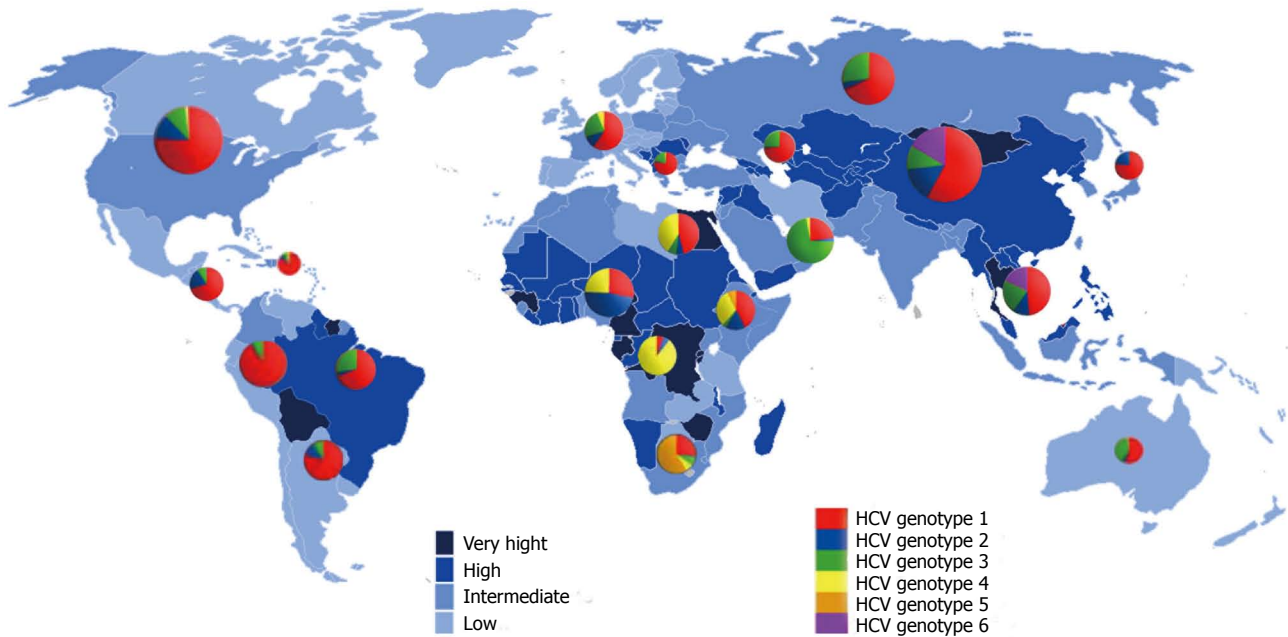 Very hight
High
Intermediate
Low
HCV genotype 1
HCV genotype 2
HCV genotype 3
HCV genotype 4
HCV genotype 5
HCV genotype 6